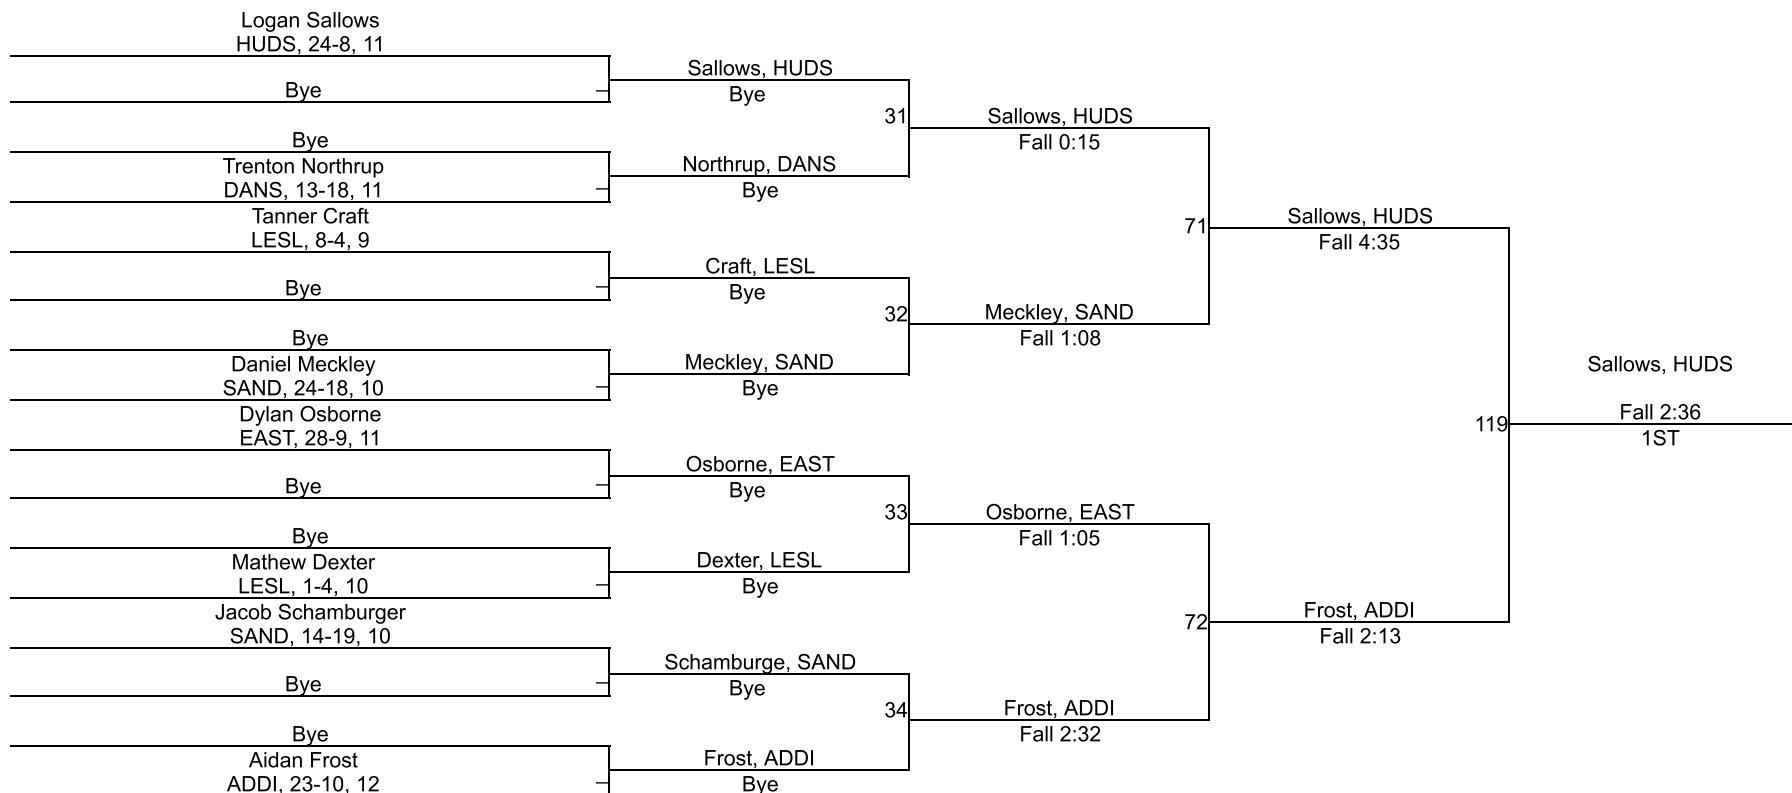 Logan Sallows
HUDS, 24-8, 11
Bye
Bye
Trenton Northrup
DANS, 13-18, 11
Tanner Craft
LESL, 8-4, 9
Bye
Bye
Daniel Meckley
SAND, 24-18, 10
Dylan Osborne
EAST, 28-9, 11
Bye
Bye
Mathew Dexter
LESL, 1-4, 10
Jacob Schamburger
SAND, 14-19, 10
Bye
Bye
Aidan Frost
ADDI, 23-10, 12
Sallows, HUDS
Bye
31
Northrup, DANS
Bye
Craft, LESL
Bye
32
Meckley, SAND
Bye
Osborne, EAST
Bye
33
Dexter, LESL
Bye
Schamburge, SAND
Bye
34
Frost, ADDI
Bye
Sallows, HUDS
Fall 0:15
71
Meckley, SAND
Fall 1:08
Osborne, EAST
Fall 1:05
72
Frost, ADDI
Fall 2:32
Sallows, HUDS
Fall 4:35
119
Frost, ADDI
Fall 2:13
Sallows, HUDS
Fall 2:36
1ST